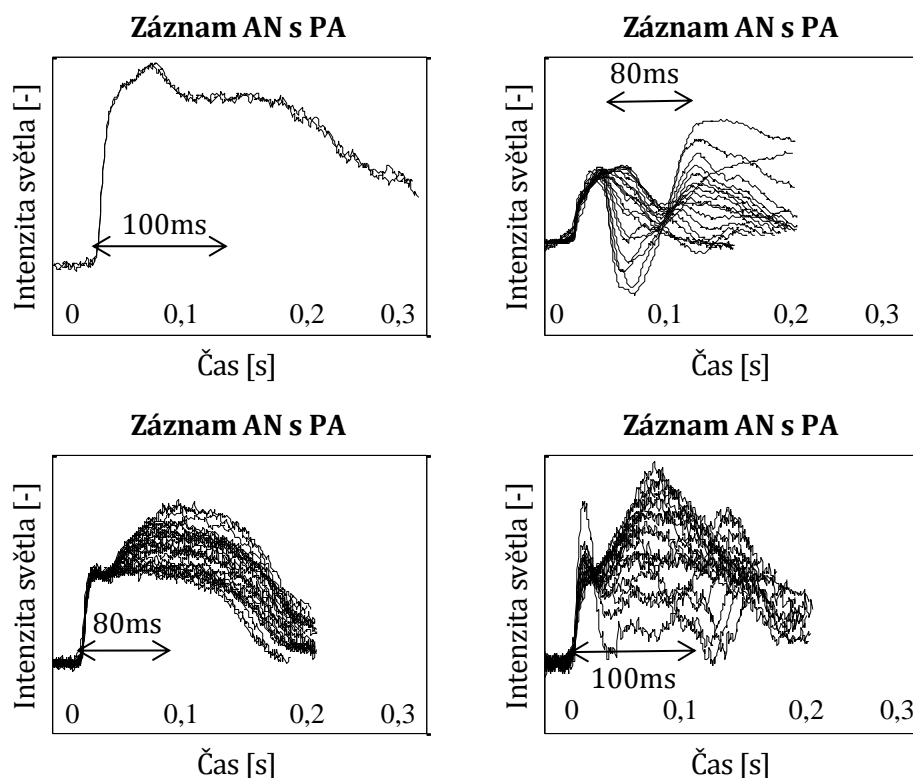 Záznam AN s PA
Intenzita světla [-]
100ms
0 0,1 0,2 0,3
Čas [s]
Záznam AN s PA
Intenzita světla [-]
80ms
0 0,1 0,2 0,3
Čas [s]
Záznam AN s PA
Intenzita světla [-]
80ms
0 0,1 0,2 0,3
Čas [s]
Záznam AN s PA
Intenzita světla [-]
100ms
0 0,1 0,2 0,3
Čas [s]